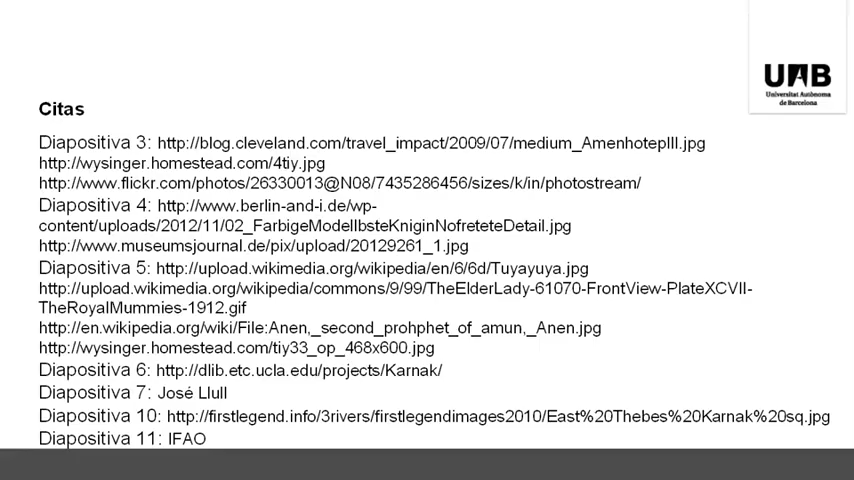 UAB
Universitat Autònoma
de Barcelona
Citas
Diapositiva 3: http://blog.cleveland.com/travel_impact/2009/07/medium_AmenhotepIII.jpg
http://wysinger.homestead.com/4tiy.jpg
http://www.flickr.com/photos/26330013@N08/7435286456/sizes/k/in/photostream/
Diapositiva 4: http://www.berlin-and-i.de/wp-
content/uploads/2012/11/02_FarbigeModellbsteKniginNofreteteDetail.jpg
http://www.museumsjournal.de/pix/upload/20129261_1.jpg
Diapositiva 5: http://upload.wikimedia.org/wikipedia/en/6/6d/Tuyayuya.jpg
http://upload.wikimedia.org/wikipedia/commons/9/99/TheElderLady-61070-FrontView-PlateXCVII-
TheRoyalMummies-1912.gif
http://en.wikipedia.org/wiki/File:Anen,_second_prohphet_of_amun,_Anen.jpg
http://wysinger.homestead.com/tiy33_op_468x600.jpg
Diapositiva 6: http://dlib.etc.ucla.edu/projects/Karnak/
Diapositiva 7: José Llull
Diapositiva 10: http://firstlegend.info/3rivers/firstlegendimages2010/East%20Thebes%20Karnak%20sq.jpg
Diapositiva 11: IFAO